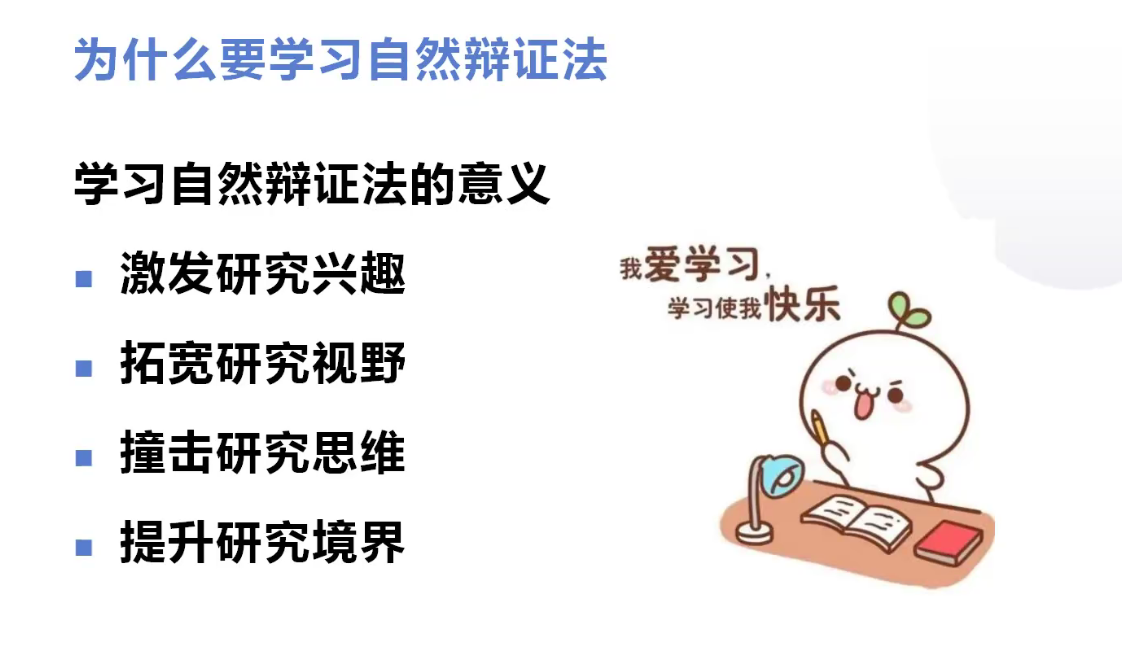 为什么要学习自然辩证法
学习自然辩证法的意义
激发研究兴趣
拓宽研究视野
撞击研究思维
提升研究境界
我爱学习，
学习使我快乐